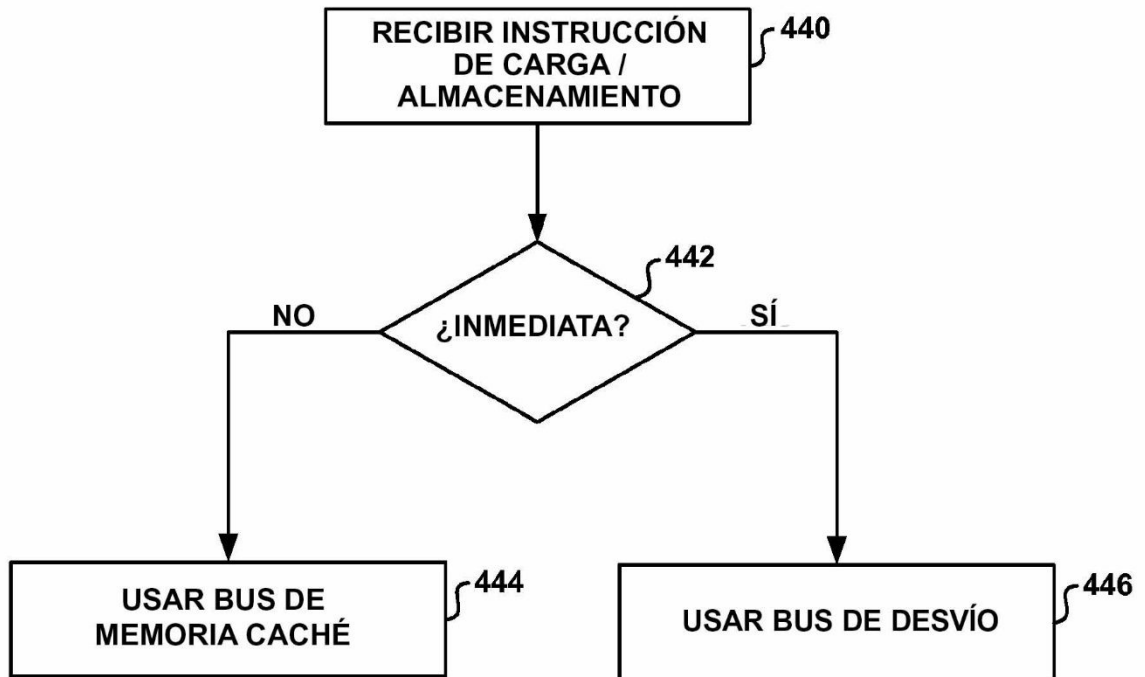 RECIBIR INSTRUCCIÓN
DE CARGA /
ALMACENAMIENTO
440
442
¿INMEDIATA?
NO
SÍ
USAR BUS DE
MEMORIA CACHÉ
444
USAR BUS DE DESVÍO
446